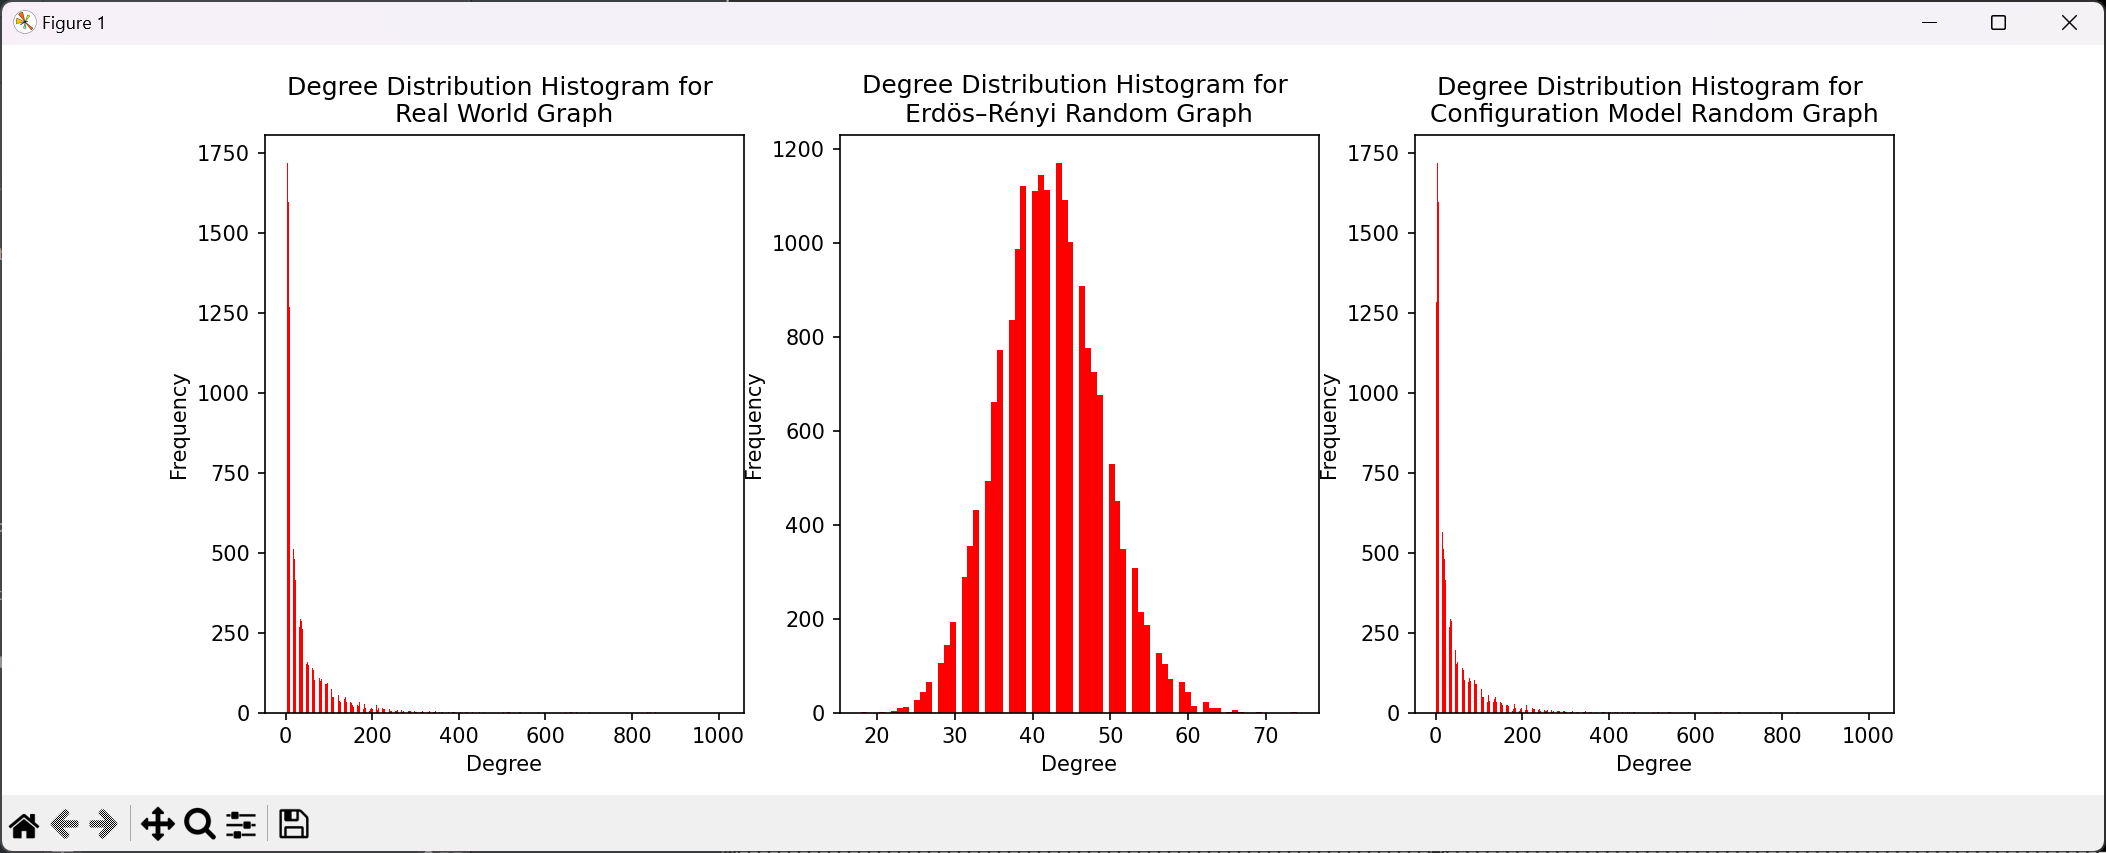 Figure 1
Degree Distribution Histogram for
Real World Graph
1750
1500
1250
1000
750
500
250
0
Frequency
0 200 400 600 800 1000
Degree
Degree Distribution Histogram for
Erdös–Rényi Random Graph
1200
1000
800
600
400
200
0
Frequency
20 30 40 50 60 70
Degree
Degree Distribution Histogram for
Configuration Model Random Graph
1750
1500
1250
1000
750
500
250
0
Frequency
0 200 400 600 800 1000
Degree